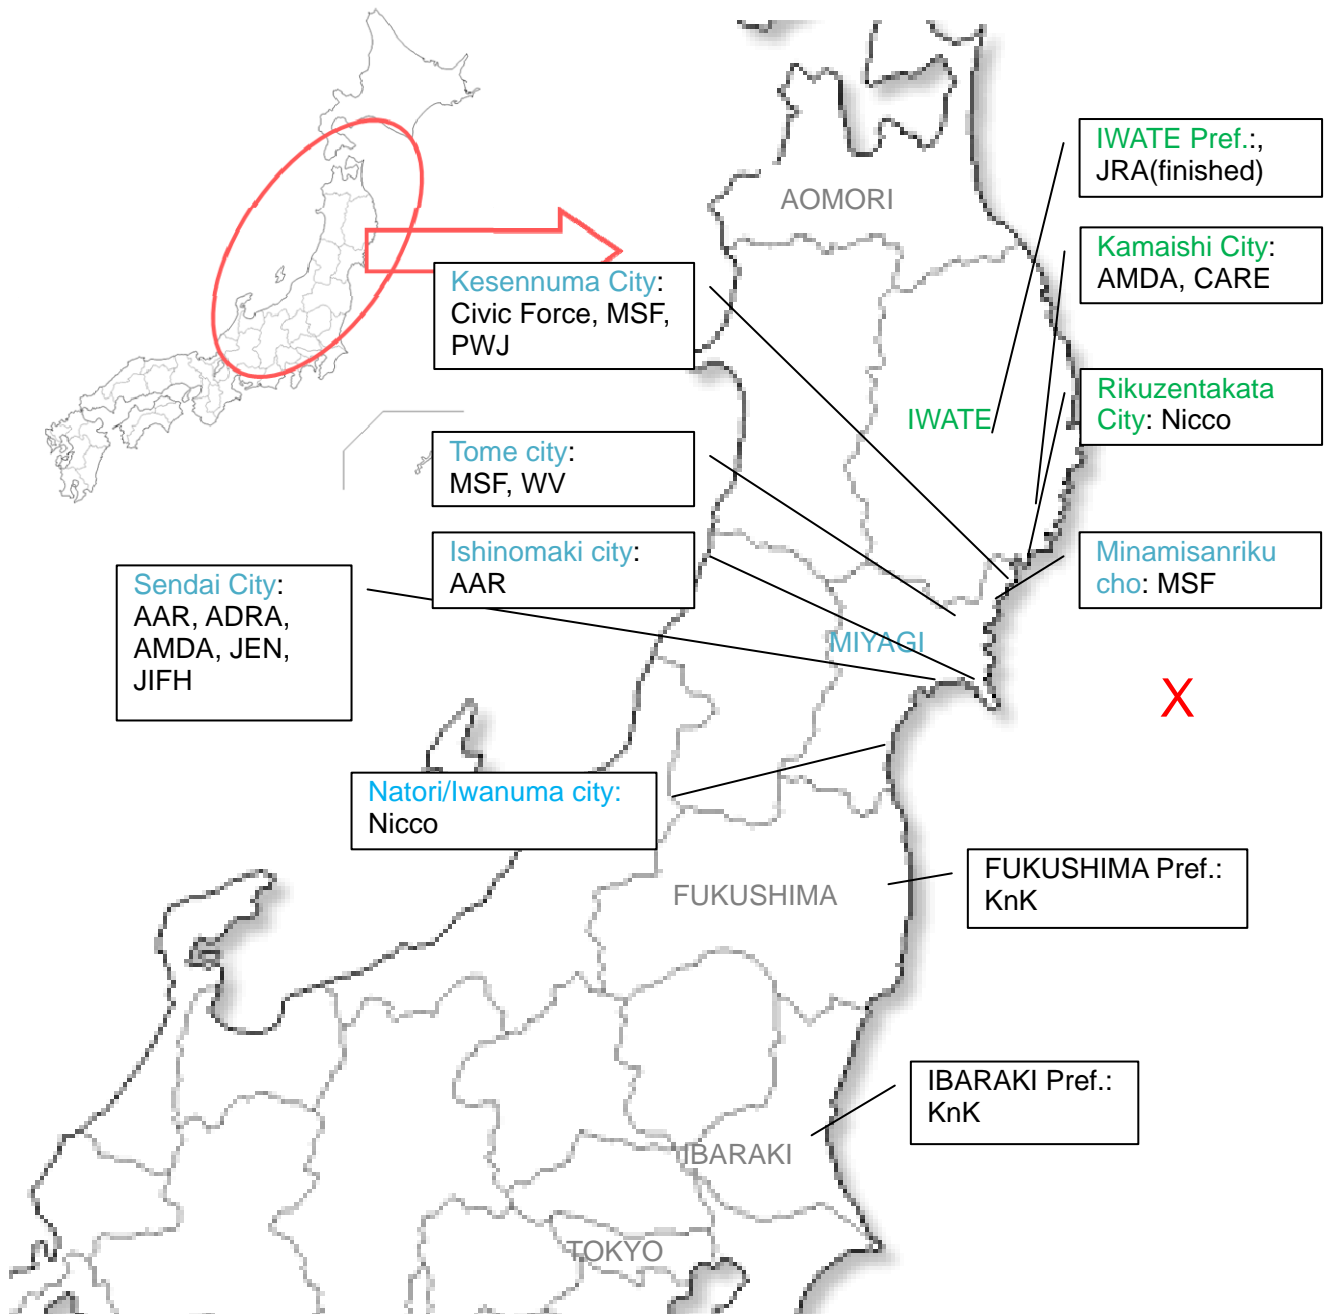 IWATE Pref.:,
JRA(finished)
AOMORI
Kamaishi City:
AMDA, CARE
Kesennuma City:
Civic Force, MSF,
PWJ
Rikuzentakata
City: Nicco
IWATE
Tome city:
MSF, WV
Ishinomaki city:
AAR
Minamisanriku
cho: MSF
Sendai City:
AAR, ADRA,
AMDA, JEN,
JIFH
MIYAGI
X
Natori/Iwanuma city:
Nicco
FUKUSHIMA Pref.:
KnK
FUKUSHIMA
IBARAKI Pref.:
KnK
IBARAKI
TOKYO